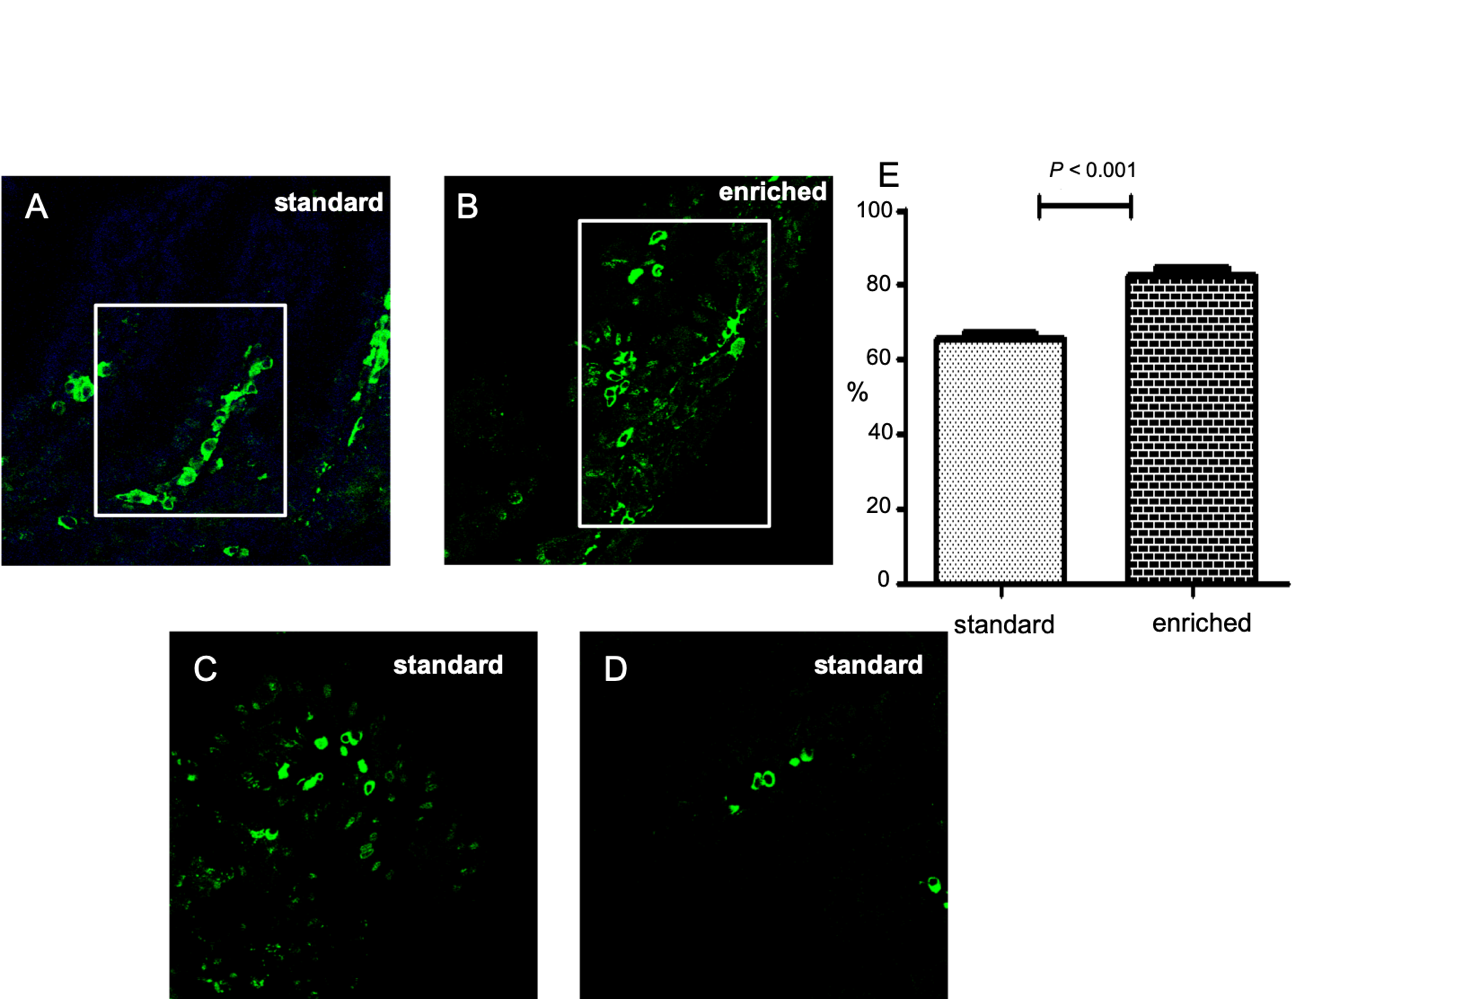 A
standard
B
enriched
E
P < 0.001
100
80
60
%
40
20
0
standard
enriched
C
standard
D
standard